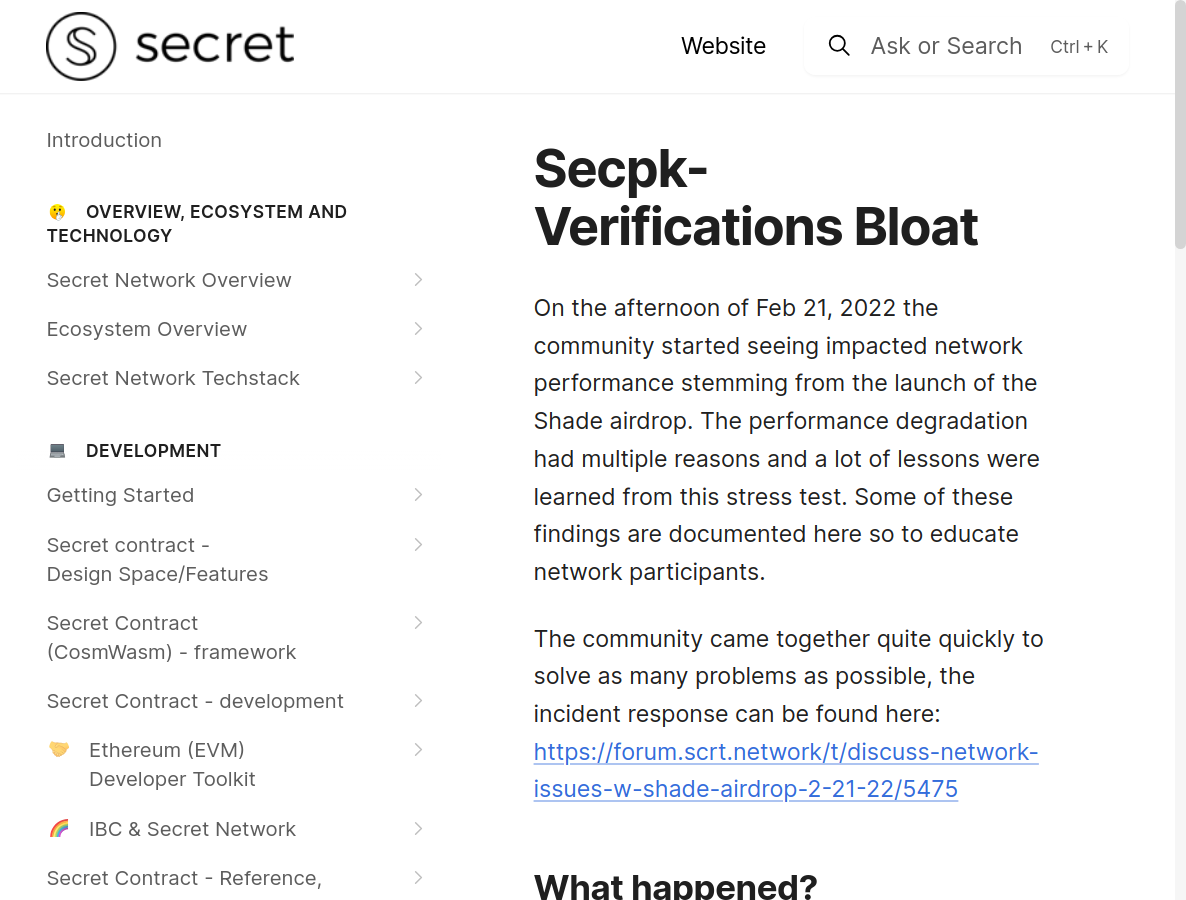 secret
Website
Ask or Search
Ctrl + K
Introduction
OVERVIEW, ECOSYSTEM AND
TECHNOLOGY
Secret Network Overview
Ecosystem Overview
Secret Network Techstack
DEVELOPMENT
Getting Started
Secret contract -
Design Space/Features
Secret Contract
(CosmWasm) - framework
Secret Contract - development
Ethereum (EVM)
Developer Toolkit
IBC & Secret Network
Secret Contract - Reference,
Secpk-
Verifications Bloat
On the afternoon of Feb 21, 2022 the
community started seeing impacted network
performance stemming from the launch of the
Shade airdrop. The performance degradation
had multiple reasons and a lot of lessons were
learned from this stress test. Some of these
findings are documented here so to educate
network participants.
The community came together quite quickly to
solve as many problems as possible, the
incident response can be found here:
https://forum.scrt.network/t/discuss-network-
issues-w-shade-airdrop-2-21-22/5475
What happened?